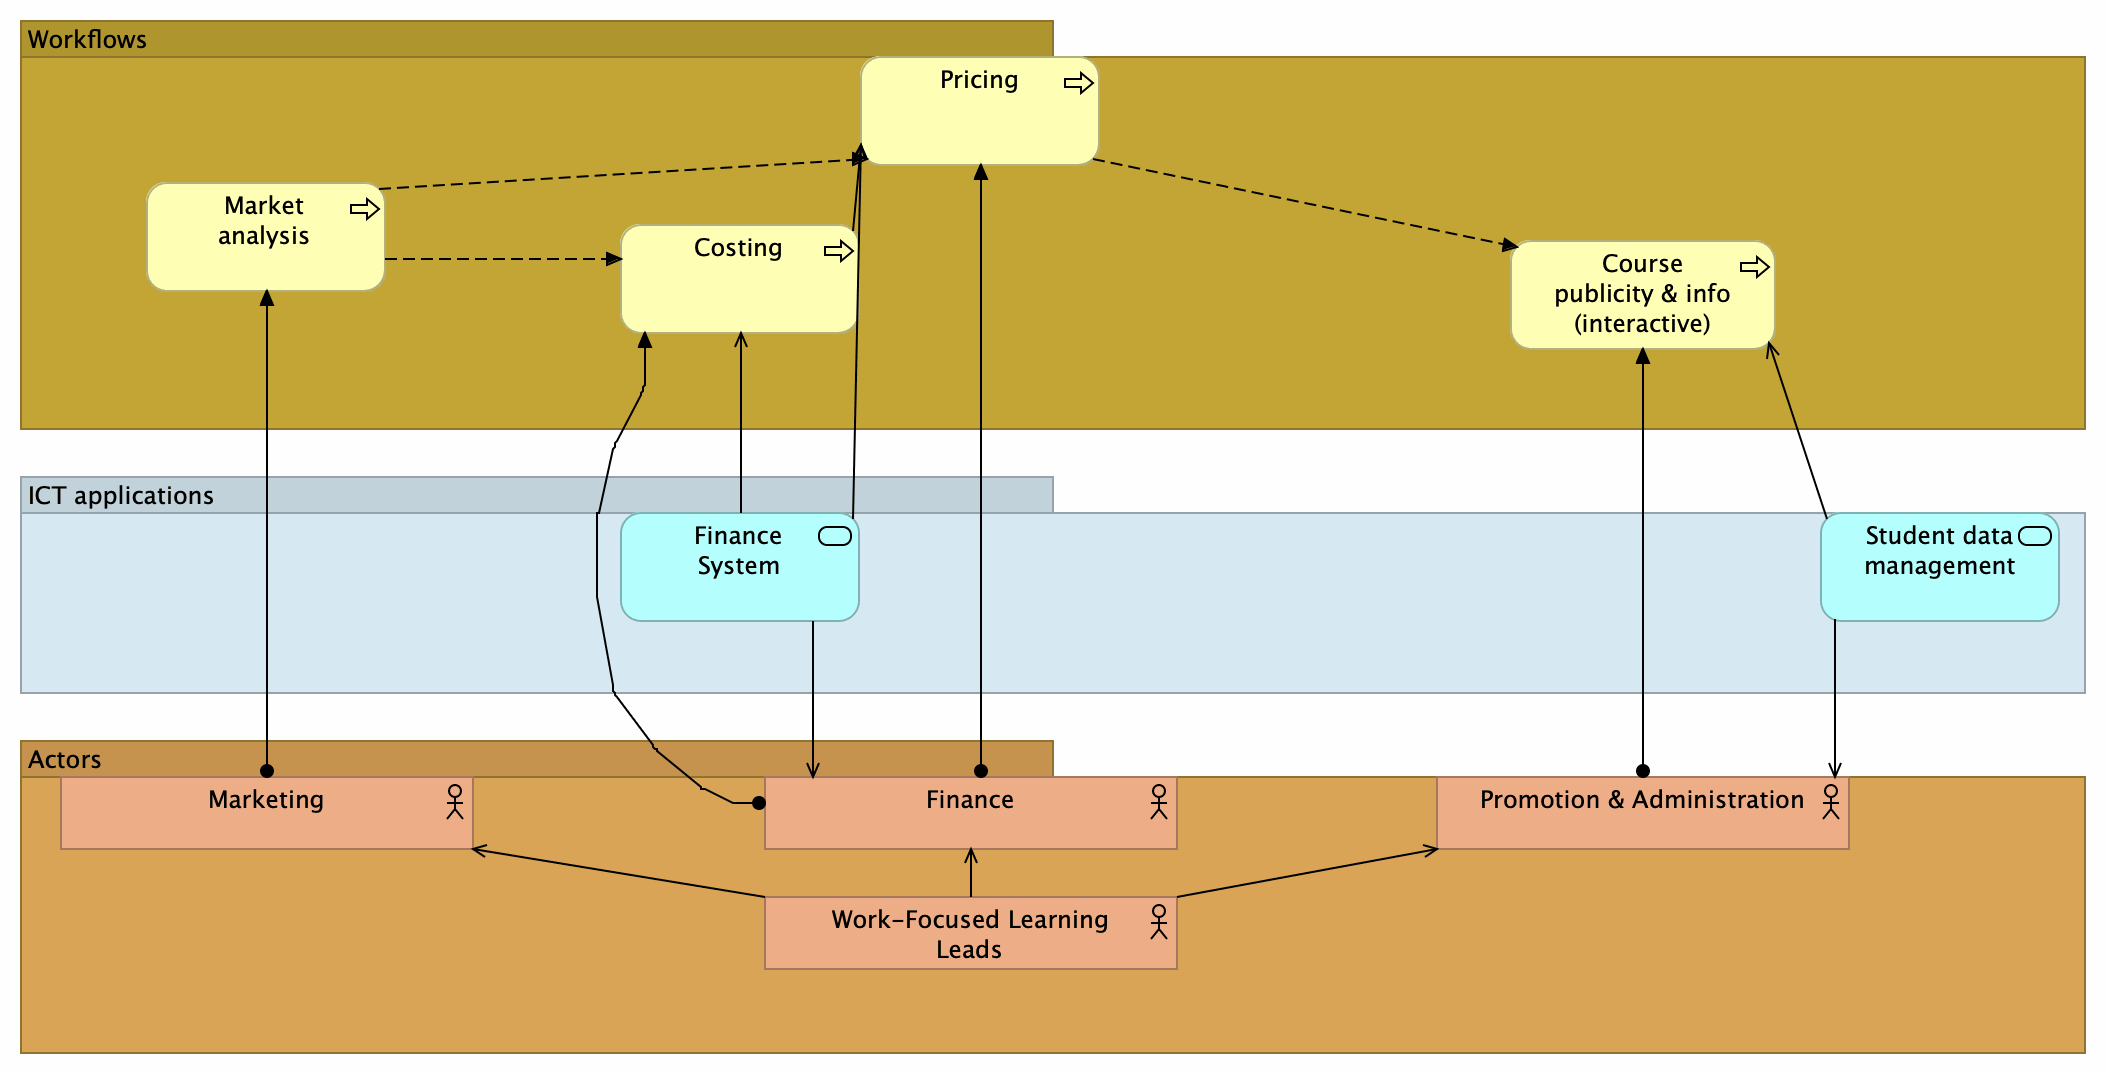 Workflows
Pricing
Market
analysis
Costing
Course
publicity & info
(interactive)
ICT applications
Finance
System
Student data
management
Actors
Marketing
Finance
Promotion & Administration
Work-Focused Learning
Leads